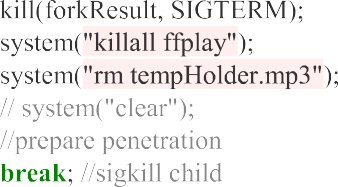 kill(forkResult, SIGTERM);
system("killall ffplay");
system("rm tempHolder.mp3");
// system("clear");
//prepare penetration
break; //sigkill child